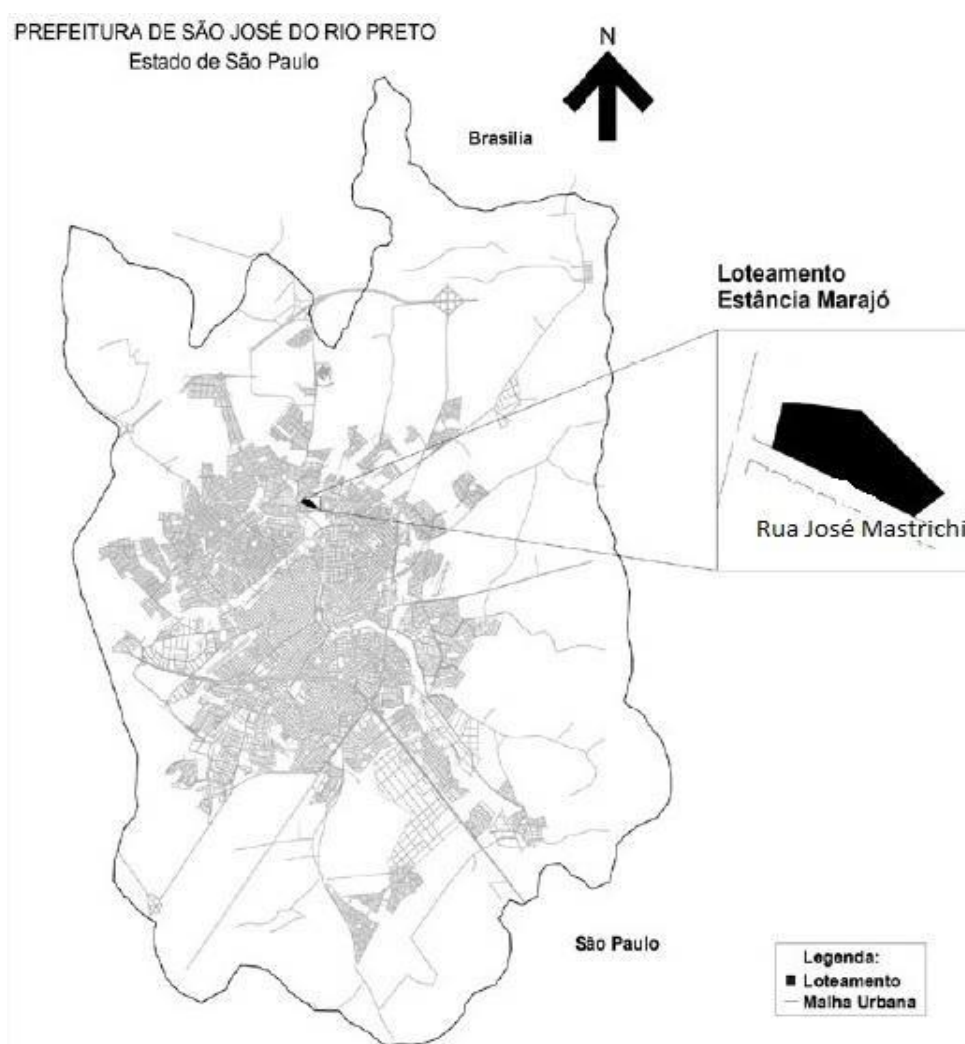 PREFEITURA DE SÃO JOSÉ DO RIO PRETO
Estado de São Paulo
N
Brasilia
Loteamento
Estância Marajó
Rua José Mastrichi
São Paulo
Legenda:
Loteamento
Malha Urbana